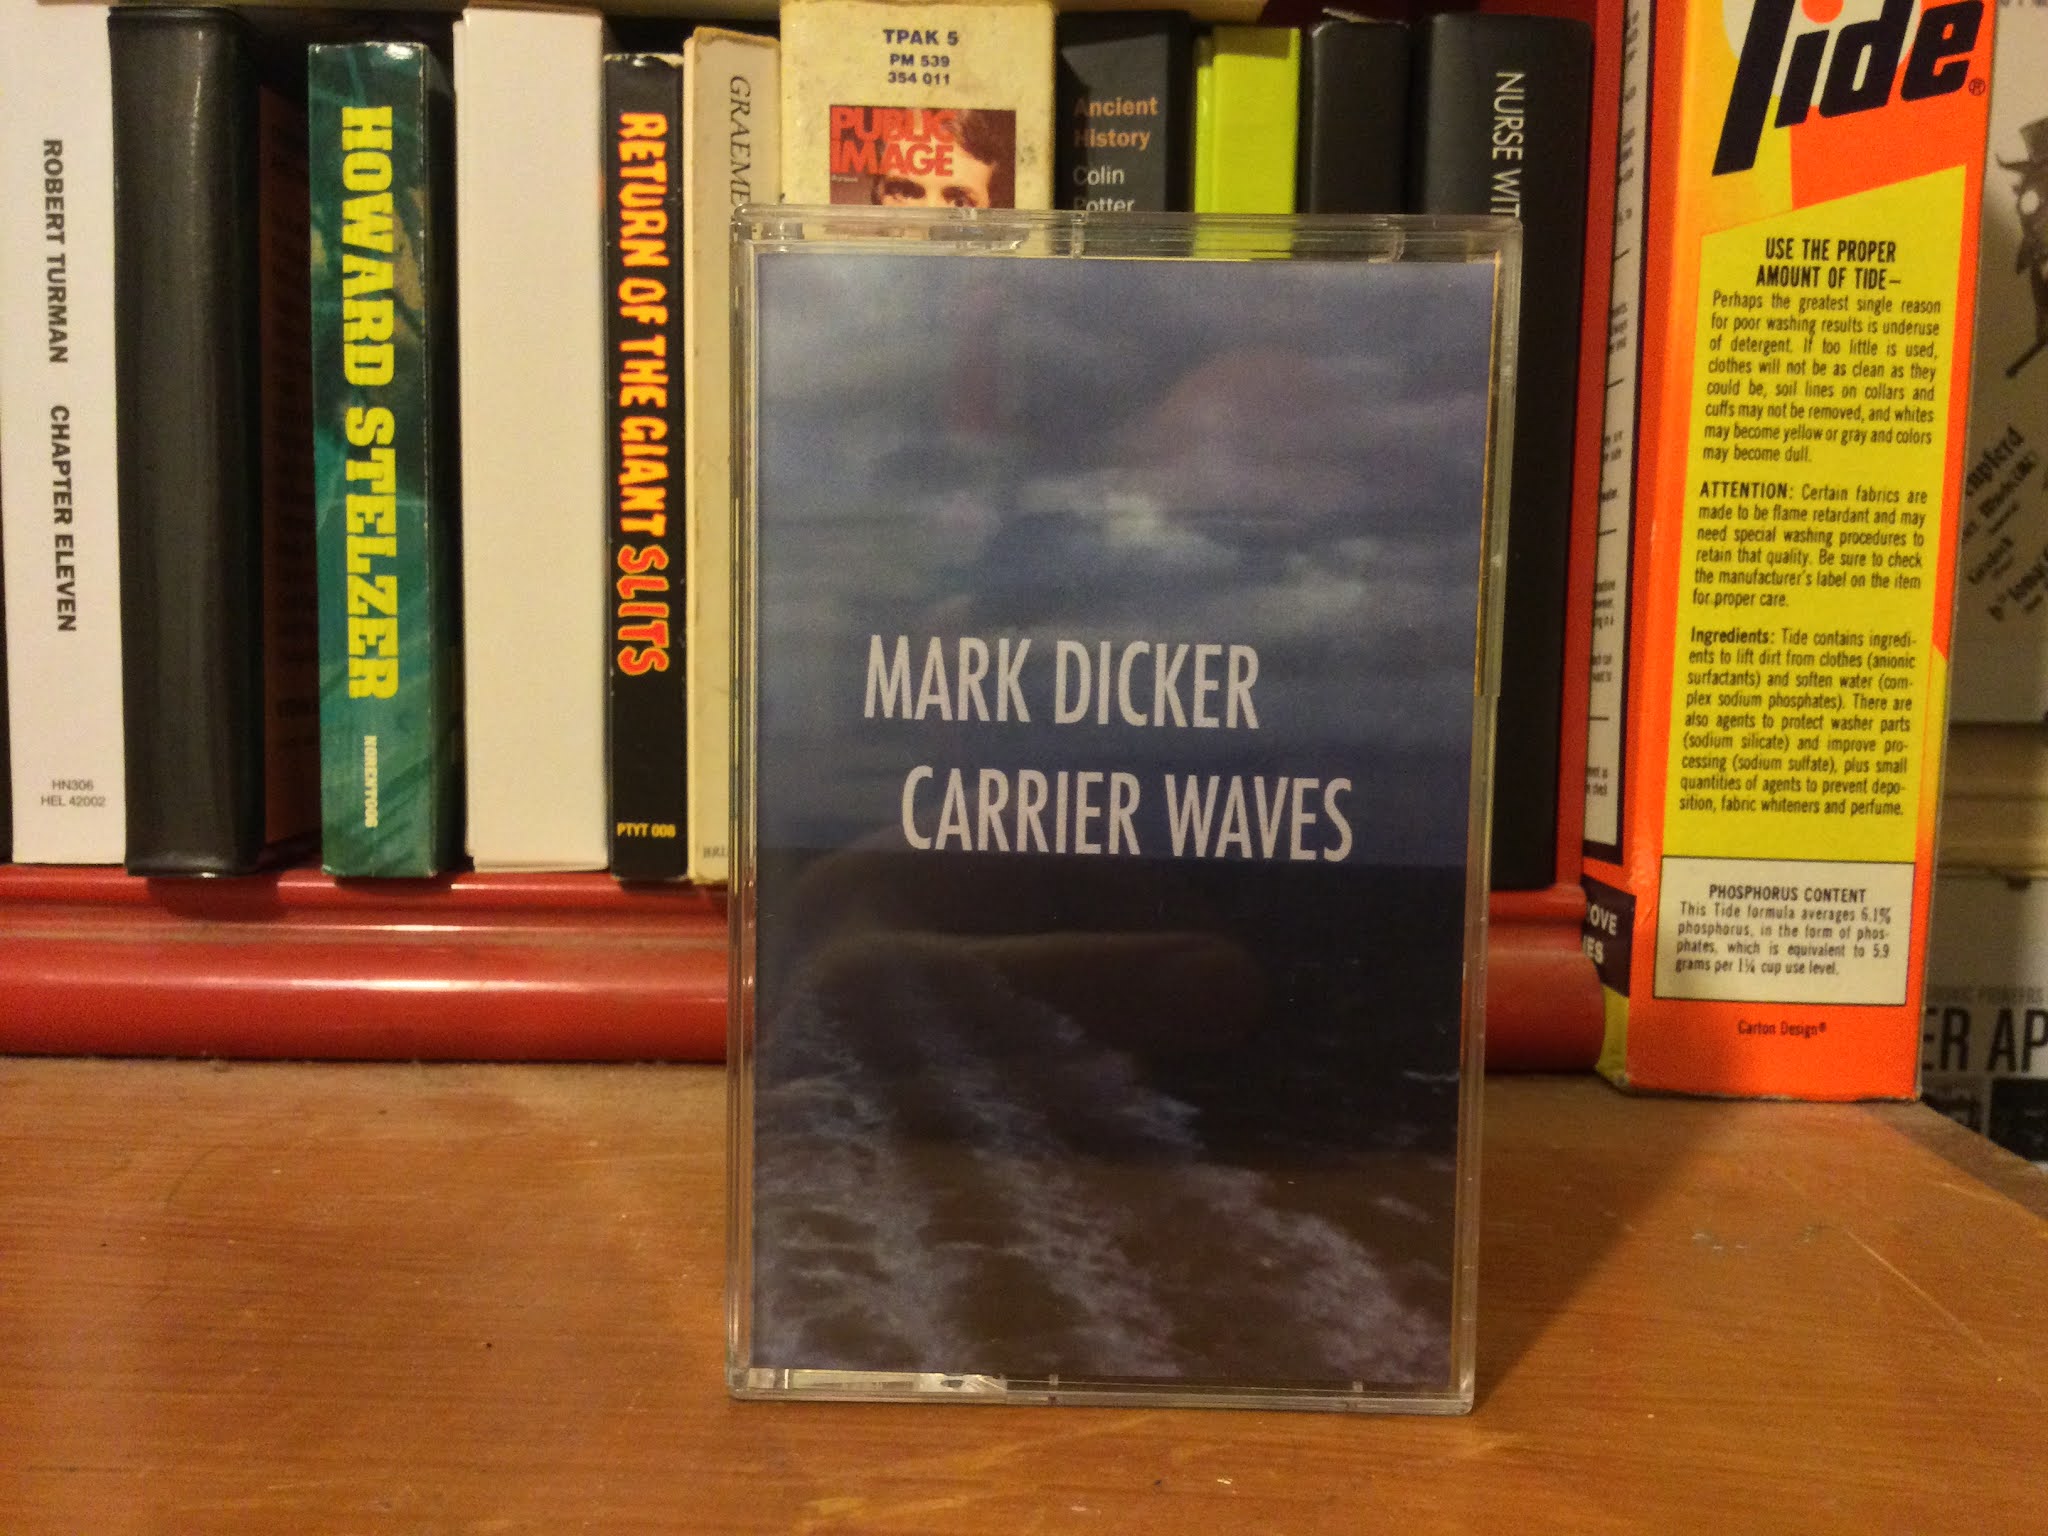 ROBERT TURMAN CHAPTER ELEVEN
HN306
HEL 42002
HOWARD STELZER
RETURN OF THE GIANT SLITS
PTYT 008
GRAEME
TPAK 5
PM 539
354 011
PUBLIC
IMAGE
Ancient
History
Colin
Potter
NURSE WIT
MARK DICKER
CARRIER WAVES
Tide®
USE THE PROPER
AMOUNT OF TIDE—
Perhaps the greatest single reason
for poor washing results is underuse
of detergent. If too little is used,
clothes will not be as clean as they
could be, soil lines on collars and
cuffs may not be removed, and whites
may become yellow or gray and colors
may become dull.
ATTENTION: Certain fabrics are
made to be flame retardant and may
need special washing procedures to
retain that quality. Be sure to check
the manufacturer's label on the item
for proper care.
Ingredients: Tide contains ingredi-
ents to lift dirt from clothes (anionic
surfactants) and soften water (com-
plex sodium phosphates). There are
also agents to protect washer parts
(sodium silicate) and improve pro-
cessing (sodium sulfate), plus small
quantities of agents to prevent depo-
sition, fabric whiteners and perfume.
PHOSPHORUS CONTENT
This Tide formula averages 6.1%
phosphorus, in the form of phos-
phates, which is equivalent to 5.9
grams per 1¼ cup use level.
Carton Design®
OVE
ES
ER AP